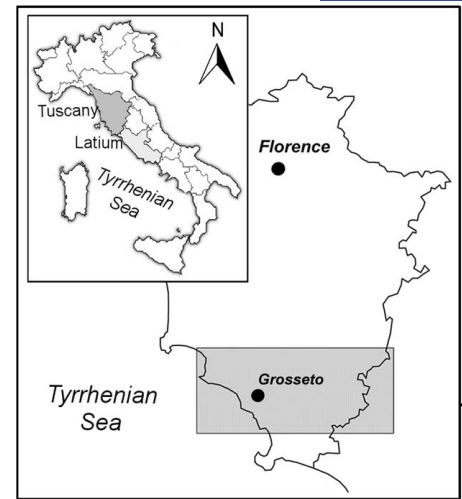 N
Tuscany
Latium
Tyrrhenian
Sea
Florence
Grosseto
Tyrrhenian
Sea